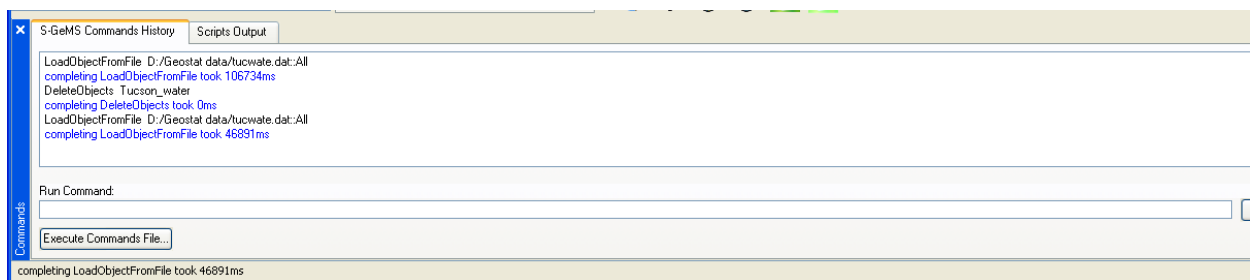 S-GeMS Commands History Scripts Output
LoadObjectFromFile D:/Geostat data/tucwate.dat::All
completing LoadObjectFromFile took 106734ms
DeleteObjects Tucson_water
completing DeleteObjects took 0ms
LoadObjectFromFile D:/Geostat data/tucwate.dat::All
completing LoadObjectFromFile took 46891ms
Run Command:
Commands
Execute Commands File...
completing LoadObjectFromFile took 46891ms